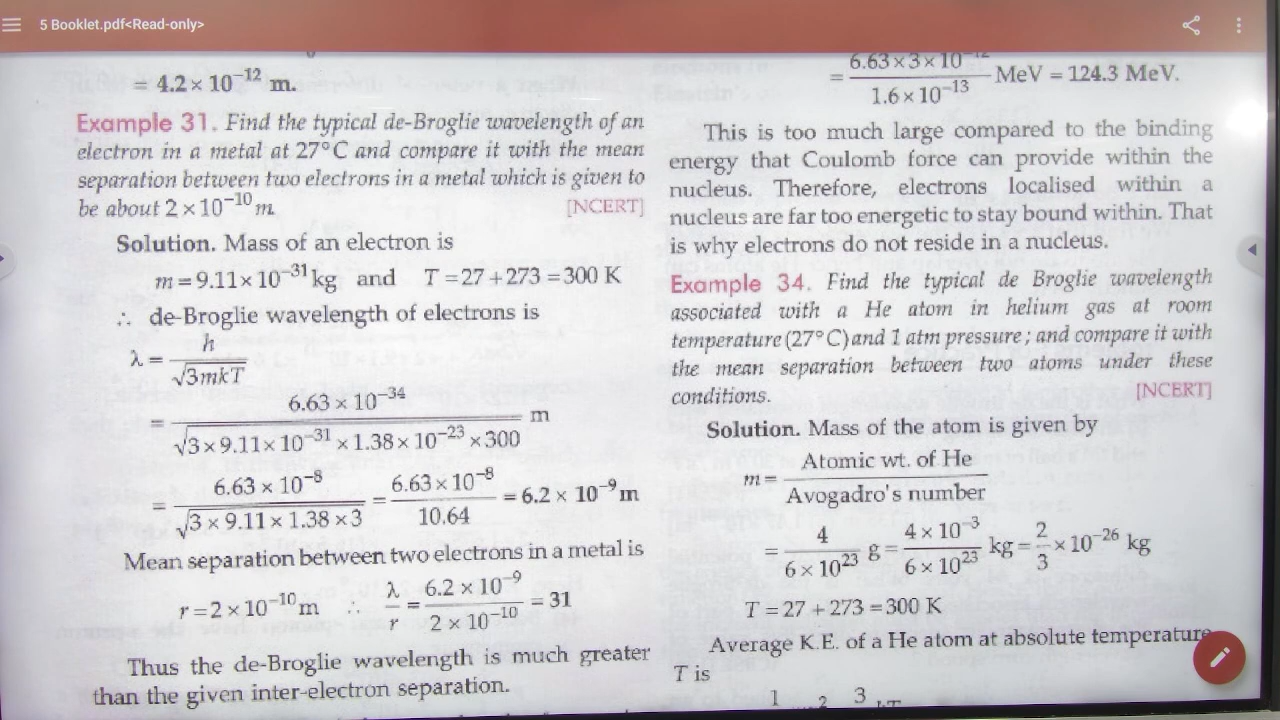 5 Booklet.pdf<Read-only>
= 4.2 × 10⁻¹² m.
Example 31. Find the typical de-Broglie wavelength of an
electron in a metal at 27°C and compare it with the mean
separation between two electrons in a metal which is given to
be about 2 × 10⁻¹⁰ m [NCERT]
Solution. Mass of an electron is
m = 9.11 × 10⁻³¹ kg and T = 27 + 273 = 300 K
∴ de-Broglie wavelength of electrons is
λ = h / √3mkT
= 6.63 × 10⁻³⁴ / √3 × 9.11 × 10⁻³¹ × 1.38 × 10⁻²³ × 300 m
= 6.63 × 10⁻⁸ / √3 × 9.11 × 1.38 × 3 = 6.63 × 10⁻⁸ / 10.64 = 6.2 × 10⁻⁹ m
Mean separation between two electrons in a metal is
r = 2 × 10⁻¹⁰ m ∴ λ / r = 6.2 × 10⁻⁹ / 2 × 10⁻¹⁰ = 31
Thus the de-Broglie wavelength is much greater
than the given inter-electron separation.
= 6.63 × 3 × 10⁻¹² / 1.6 × 10⁻¹³ MeV = 124.3 MeV.
This is too much large compared to the binding
energy that Coulomb force can provide within the
nucleus. Therefore, electrons localised within a
nucleus are far too energetic to stay bound within. That
is why electrons do not reside in a nucleus.
Example 34. Find the typical de Broglie wavelength
associated with a He atom in helium gas at room
temperature (27°C) and 1 atm pressure ; and compare it with
the mean separation between two atoms under these
conditions. [NCERT]
Solution. Mass of the atom is given by
m = Atomic wt. of He / Avogadro's number
= 4 / 6 × 10²³ g = 4 × 10⁻³ / 6 × 10²³ kg = 2/3 × 10⁻²⁶ kg
T = 27 + 273 = 300 K
Average K.E. of a He atom at absolute temperature
T is